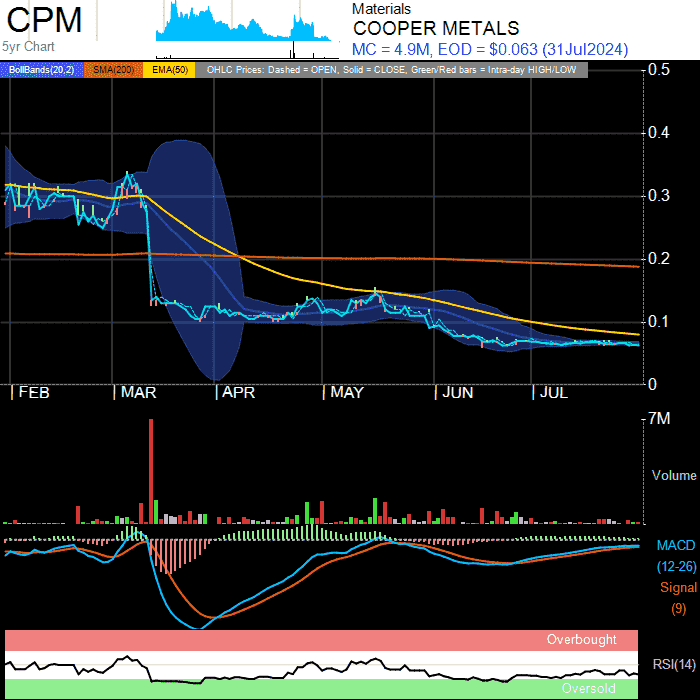 CPM
5yr Chart
Materials
COOPER METALS
MC = 4.9M, EOD = $0.063 (31Jul2024)
BollBands(20,2) SMA(200) EMA(50) OHLC Prices: Dashed = OPEN, Solid = CLOSE, Green/Red bars = Intra-day HIGH/LOW
0.5
0.4
0.3
0.2
0.1
0
| FEB | MAR | APR | MAY | JUN | JUL
7M
Volume
MACD
(12-26)
Signal
(9)
Overbought
RSI(14)
Oversold